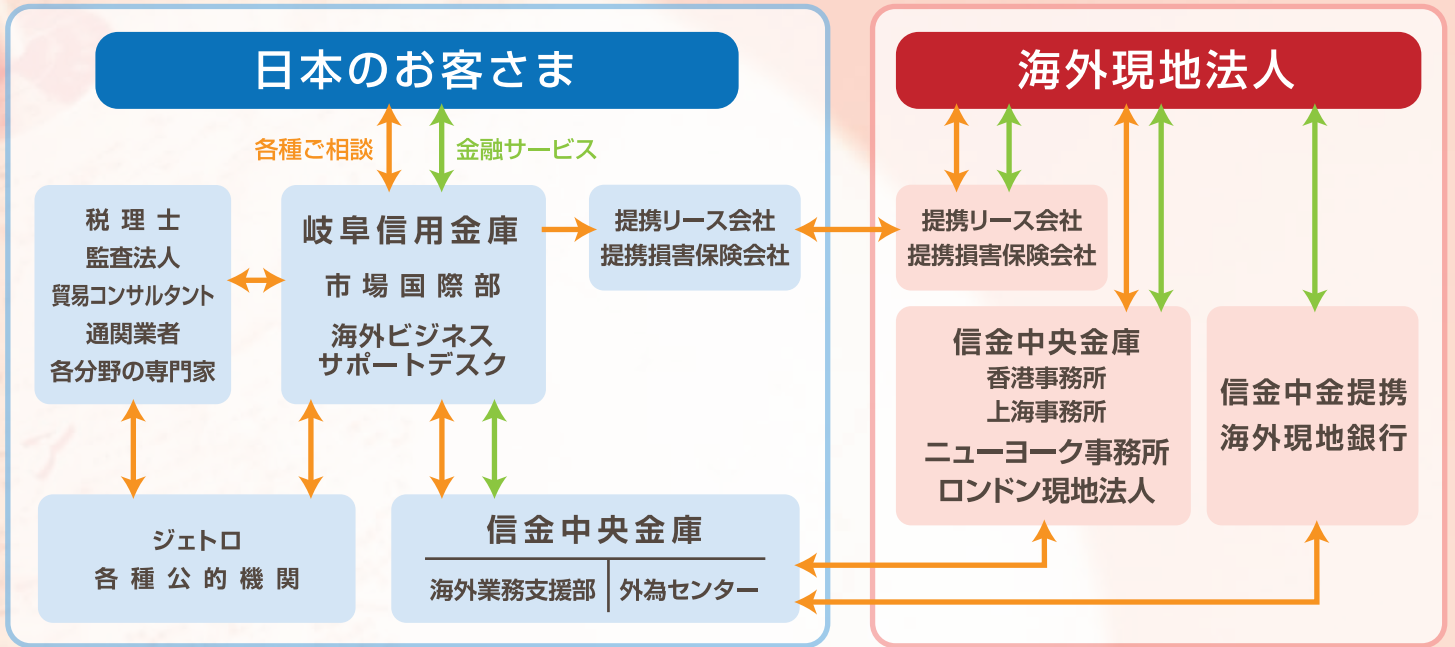 日本のお客さま
各種ご相談
金融サービス
税理士
監査法人
貿易コンサルタント
通関業者
各分野の専門家
岐阜信用金庫
市場国際部
海外ビジネス
サポートデスク
提携リース会社
提携損害保険会社
ジェトロ
各種公的機関
信金中央金庫
海外業務支援部
外為センター
海外現地法人
提携リース会社
提携損害保険会社
信金中央金庫
香港事務所
上海事務所
ニューヨーク事務所
ロンドン現地法人
信金中金提携
海外現地銀行